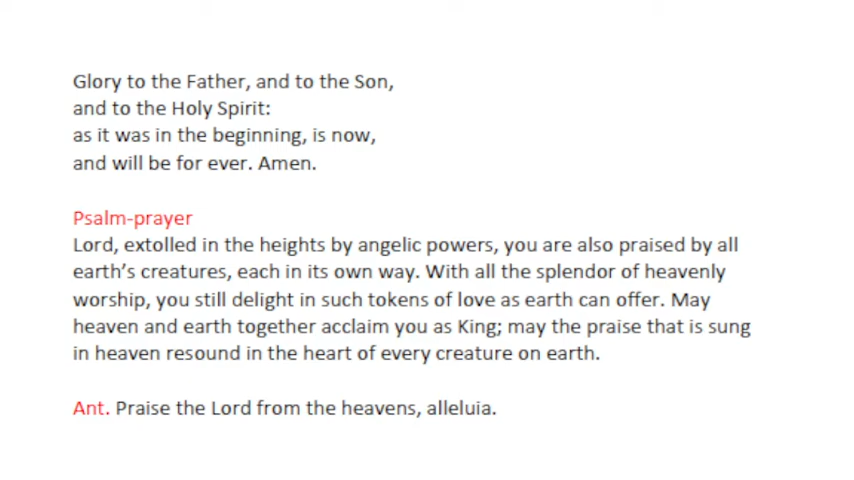 Glory to the Father, and to the Son,
and to the Holy Spirit:
as it was in the beginning, is now,
and will be for ever. Amen.
Psalm-prayer
Lord, extolled in the heights by angelic powers, you are also praised by all
earth's creatures, each in its own way. With all the splendor of heavenly
worship, you still delight in such tokens of love as earth can offer. May
heaven and earth together acclaim you as King; may the praise that is sung
in heaven resound in the heart of every creature on earth.
Ant. Praise the Lord from the heavens, alleluia.